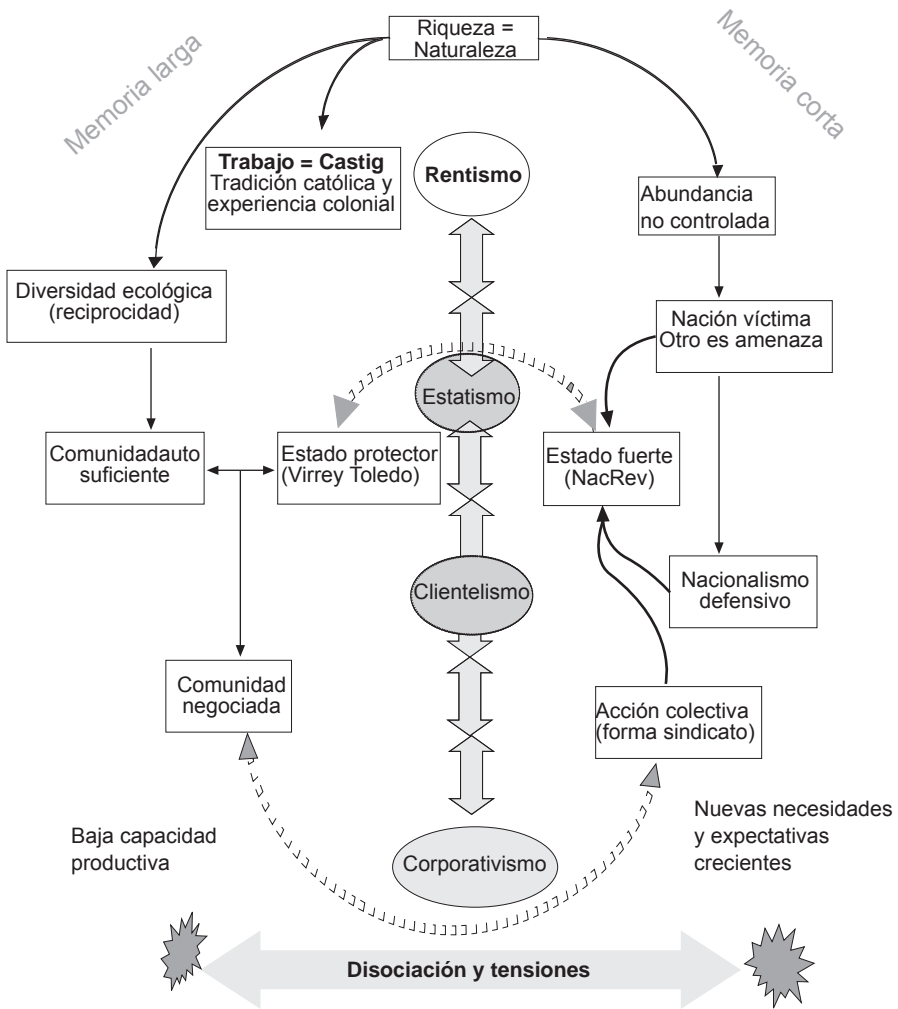 Riqueza =
Naturaleza
Memoria larga
Memoria
corta
Trabajo = Castig
Tradición católica y
experiencia colonial
Rentismo
Abundancia
no controlada
Diversidad ecológica
(reciprocidad)
Nación víctima
Otro es amenaza
Estatismo
Comunidadauto
suficiente
Estado protector
(Virrey Toledo)
Estado fuerte
(NacRev)
Clientelismo
Nacionalismo
defensivo
Comunidad
negociada
Acción colectiva
(forma sindicato)
Baja capacidad
productiva
Nuevas necesidades
y expectativas
crecientes
Corporativismo
Disociación y tensiones